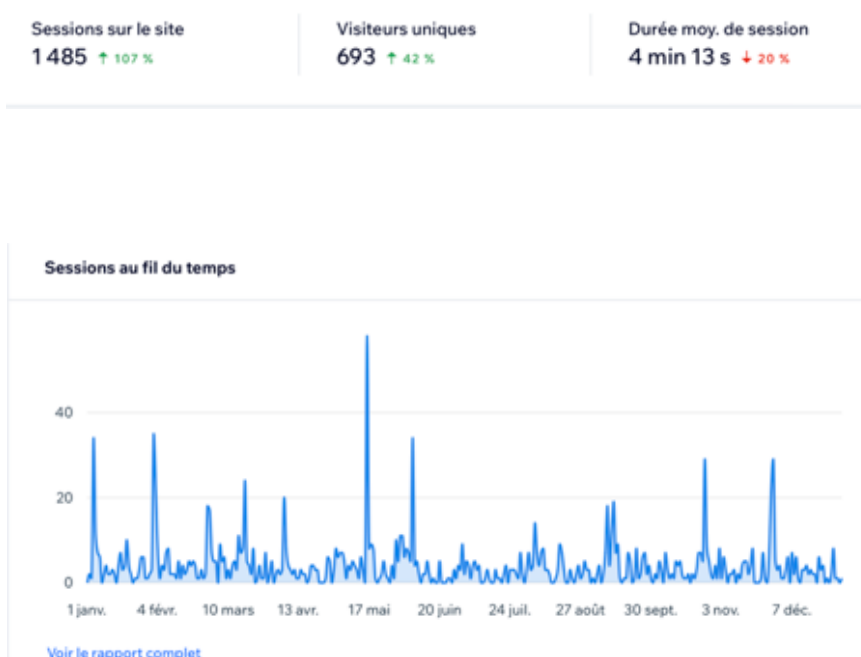 Sessions sur le site
1 485 ↑ 107 %
Visiteurs uniques
693 ↑ 42 %
Durée moy. de session
4 min 13 s ↓ 20 %
Sessions au fil du temps
40
20
0
1 janv. 4 févr. 10 mars 13 avr. 17 mai 20 juin 24 juil. 27 août 30 sept. 3 nov. 7 déc.
Voir le rapport complet